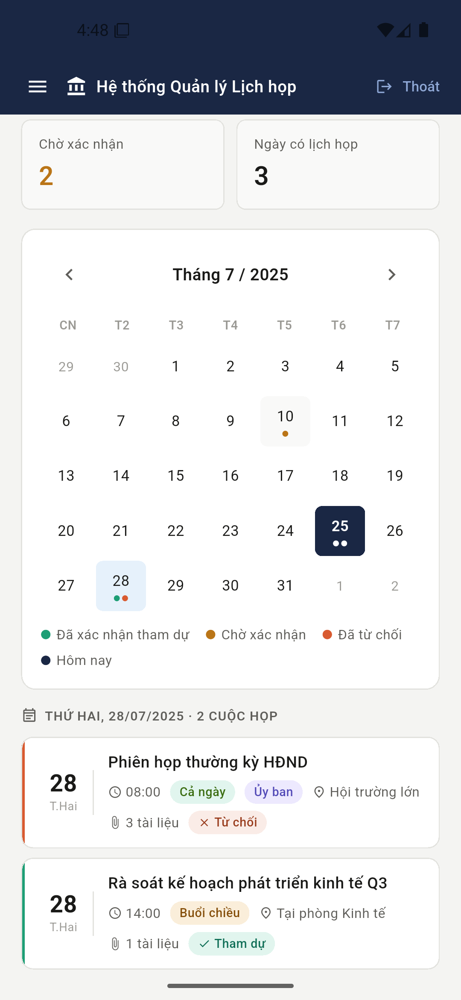 4:48
Hệ thống Quản lý Lịch họp
Thoát
Chờ xác nhận
2
Ngày có lịch họp
3
Tháng 7 / 2025
CN T2 T3 T4 T5 T6 T7
29 30 1 2 3 4 5
6 7 8 9 10 11 12
13 14 15 16 17 18 19
20 21 22 23 24 25 26
27 28 29 30 31 1 2
Đã xác nhận tham dự Chờ xác nhận Đã từ chối
Hôm nay
THỨ HAI, 28/07/2025 · 2 CUỘC HỌP
28
T.Hai
Phiên họp thường kỳ HĐND
08:00 Cả ngày Ủy ban Hội trường lớn
3 tài liệu Từ chối
28
T.Hai
Rà soát kế hoạch phát triển kinh tế Q3
14:00 Buổi chiều Tại phòng Kinh tế
1 tài liệu Tham dự